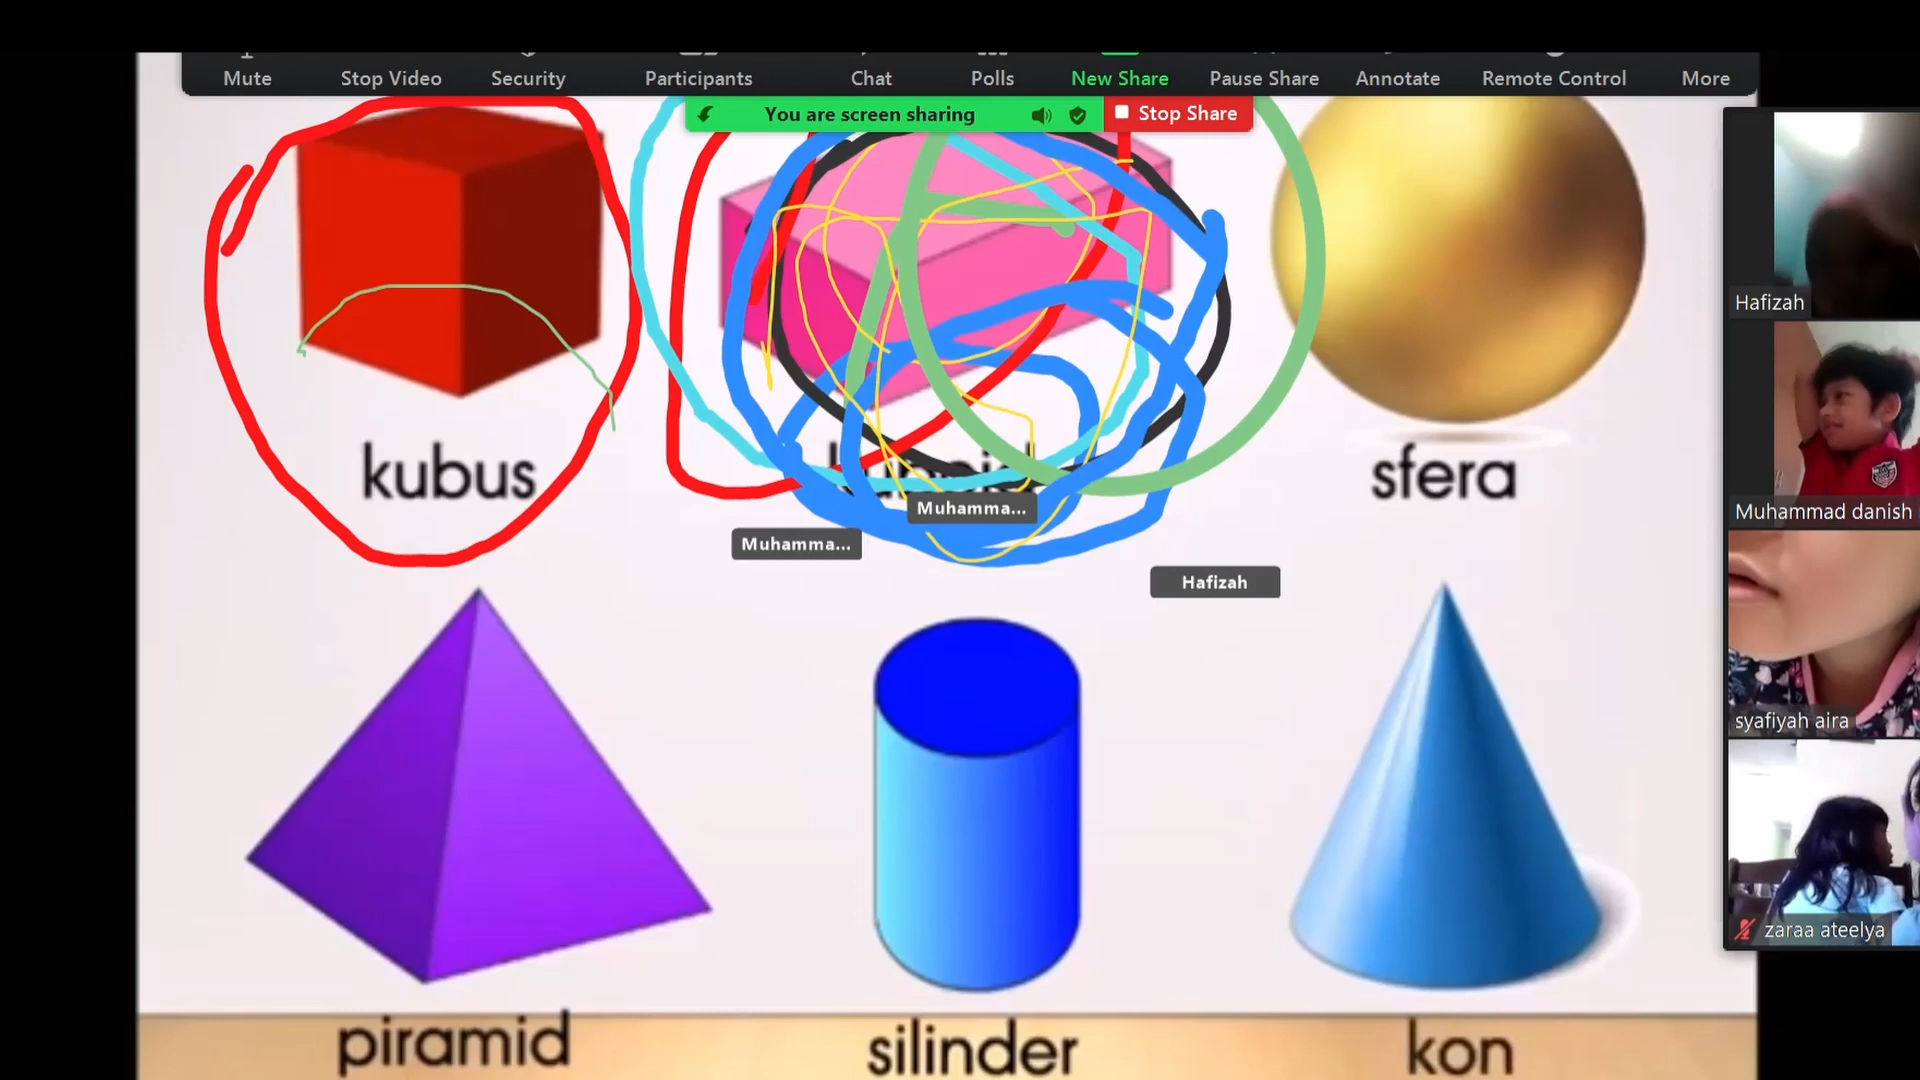 Mute Stop Video Security Participants Chat Polls New Share Pause Share Annotate Remote Control More
You are screen sharing Stop Share
kubus
sfera
Muhamma...
Muhamma...
Hafizah
piramid
silinder
kon
Hafizah
Muhammad danish
syafiyah aira
zaraa ateelya